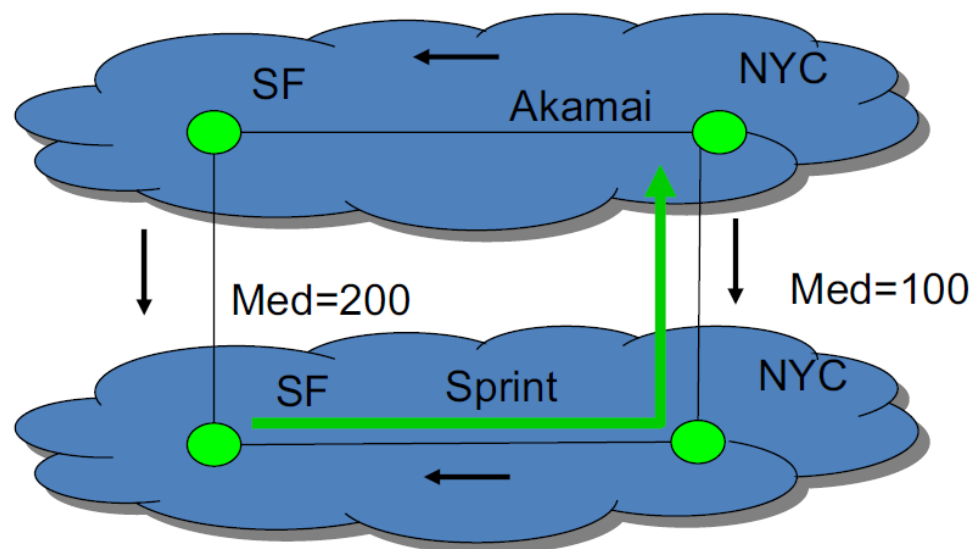 SF
NYC
Akamai
Med=200
Med=100
SF
Sprint
NYC